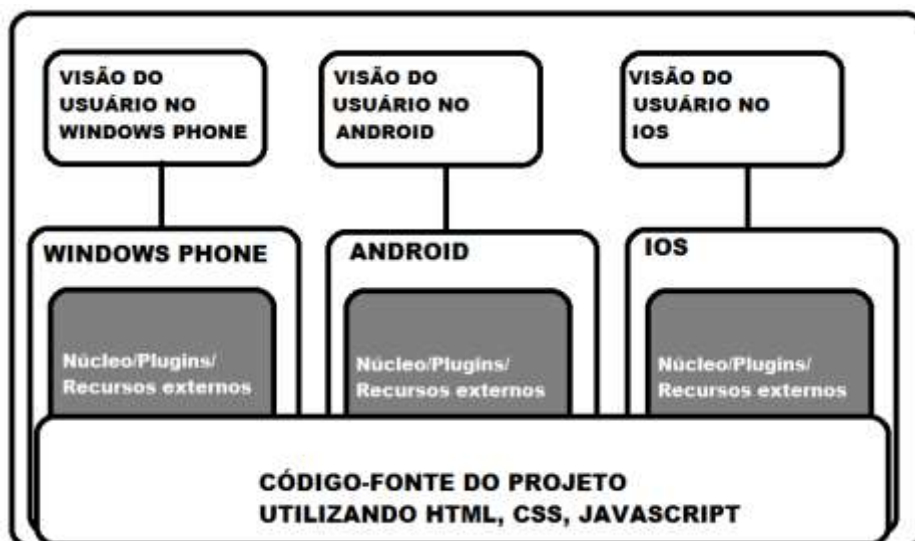 VISÃO DO
USUÁRIO NO
WINDOWS PHONE
VISÃO DO
USUÁRIO NO
ANDROID
VISÃO DO
USUÁRIO NO
IOS
WINDOWS PHONE
ANDROID
IOS
Núcleo/Plugins/
Recursos externos
Núcleo/Plugins/
Recursos externos
Núcleo/Plugins/
Recursos externos
CÓDIGO-FONTE DO PROJETO
UTILIZANDO HTML, CSS, JAVASCRIPT